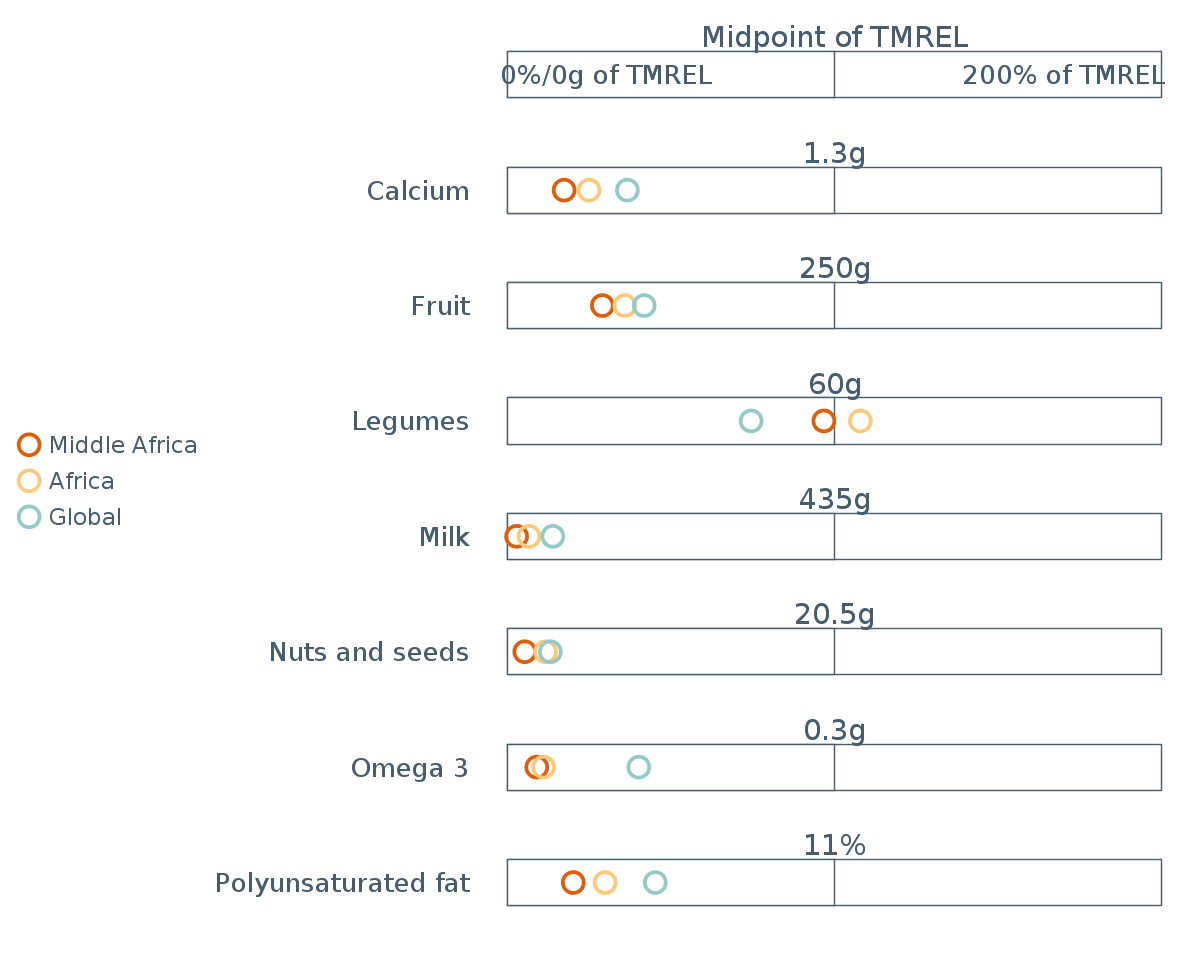 Midpoint of TMREL
0%/0g of TMREL
200% of TMREL
1.3g
Calcium
250g
Fruit
60g
Legumes
Middle Africa
Africa
Global
435g
Milk
20.5g
Nuts and seeds
0.3g
Omega 3
11%
Polyunsaturated fat